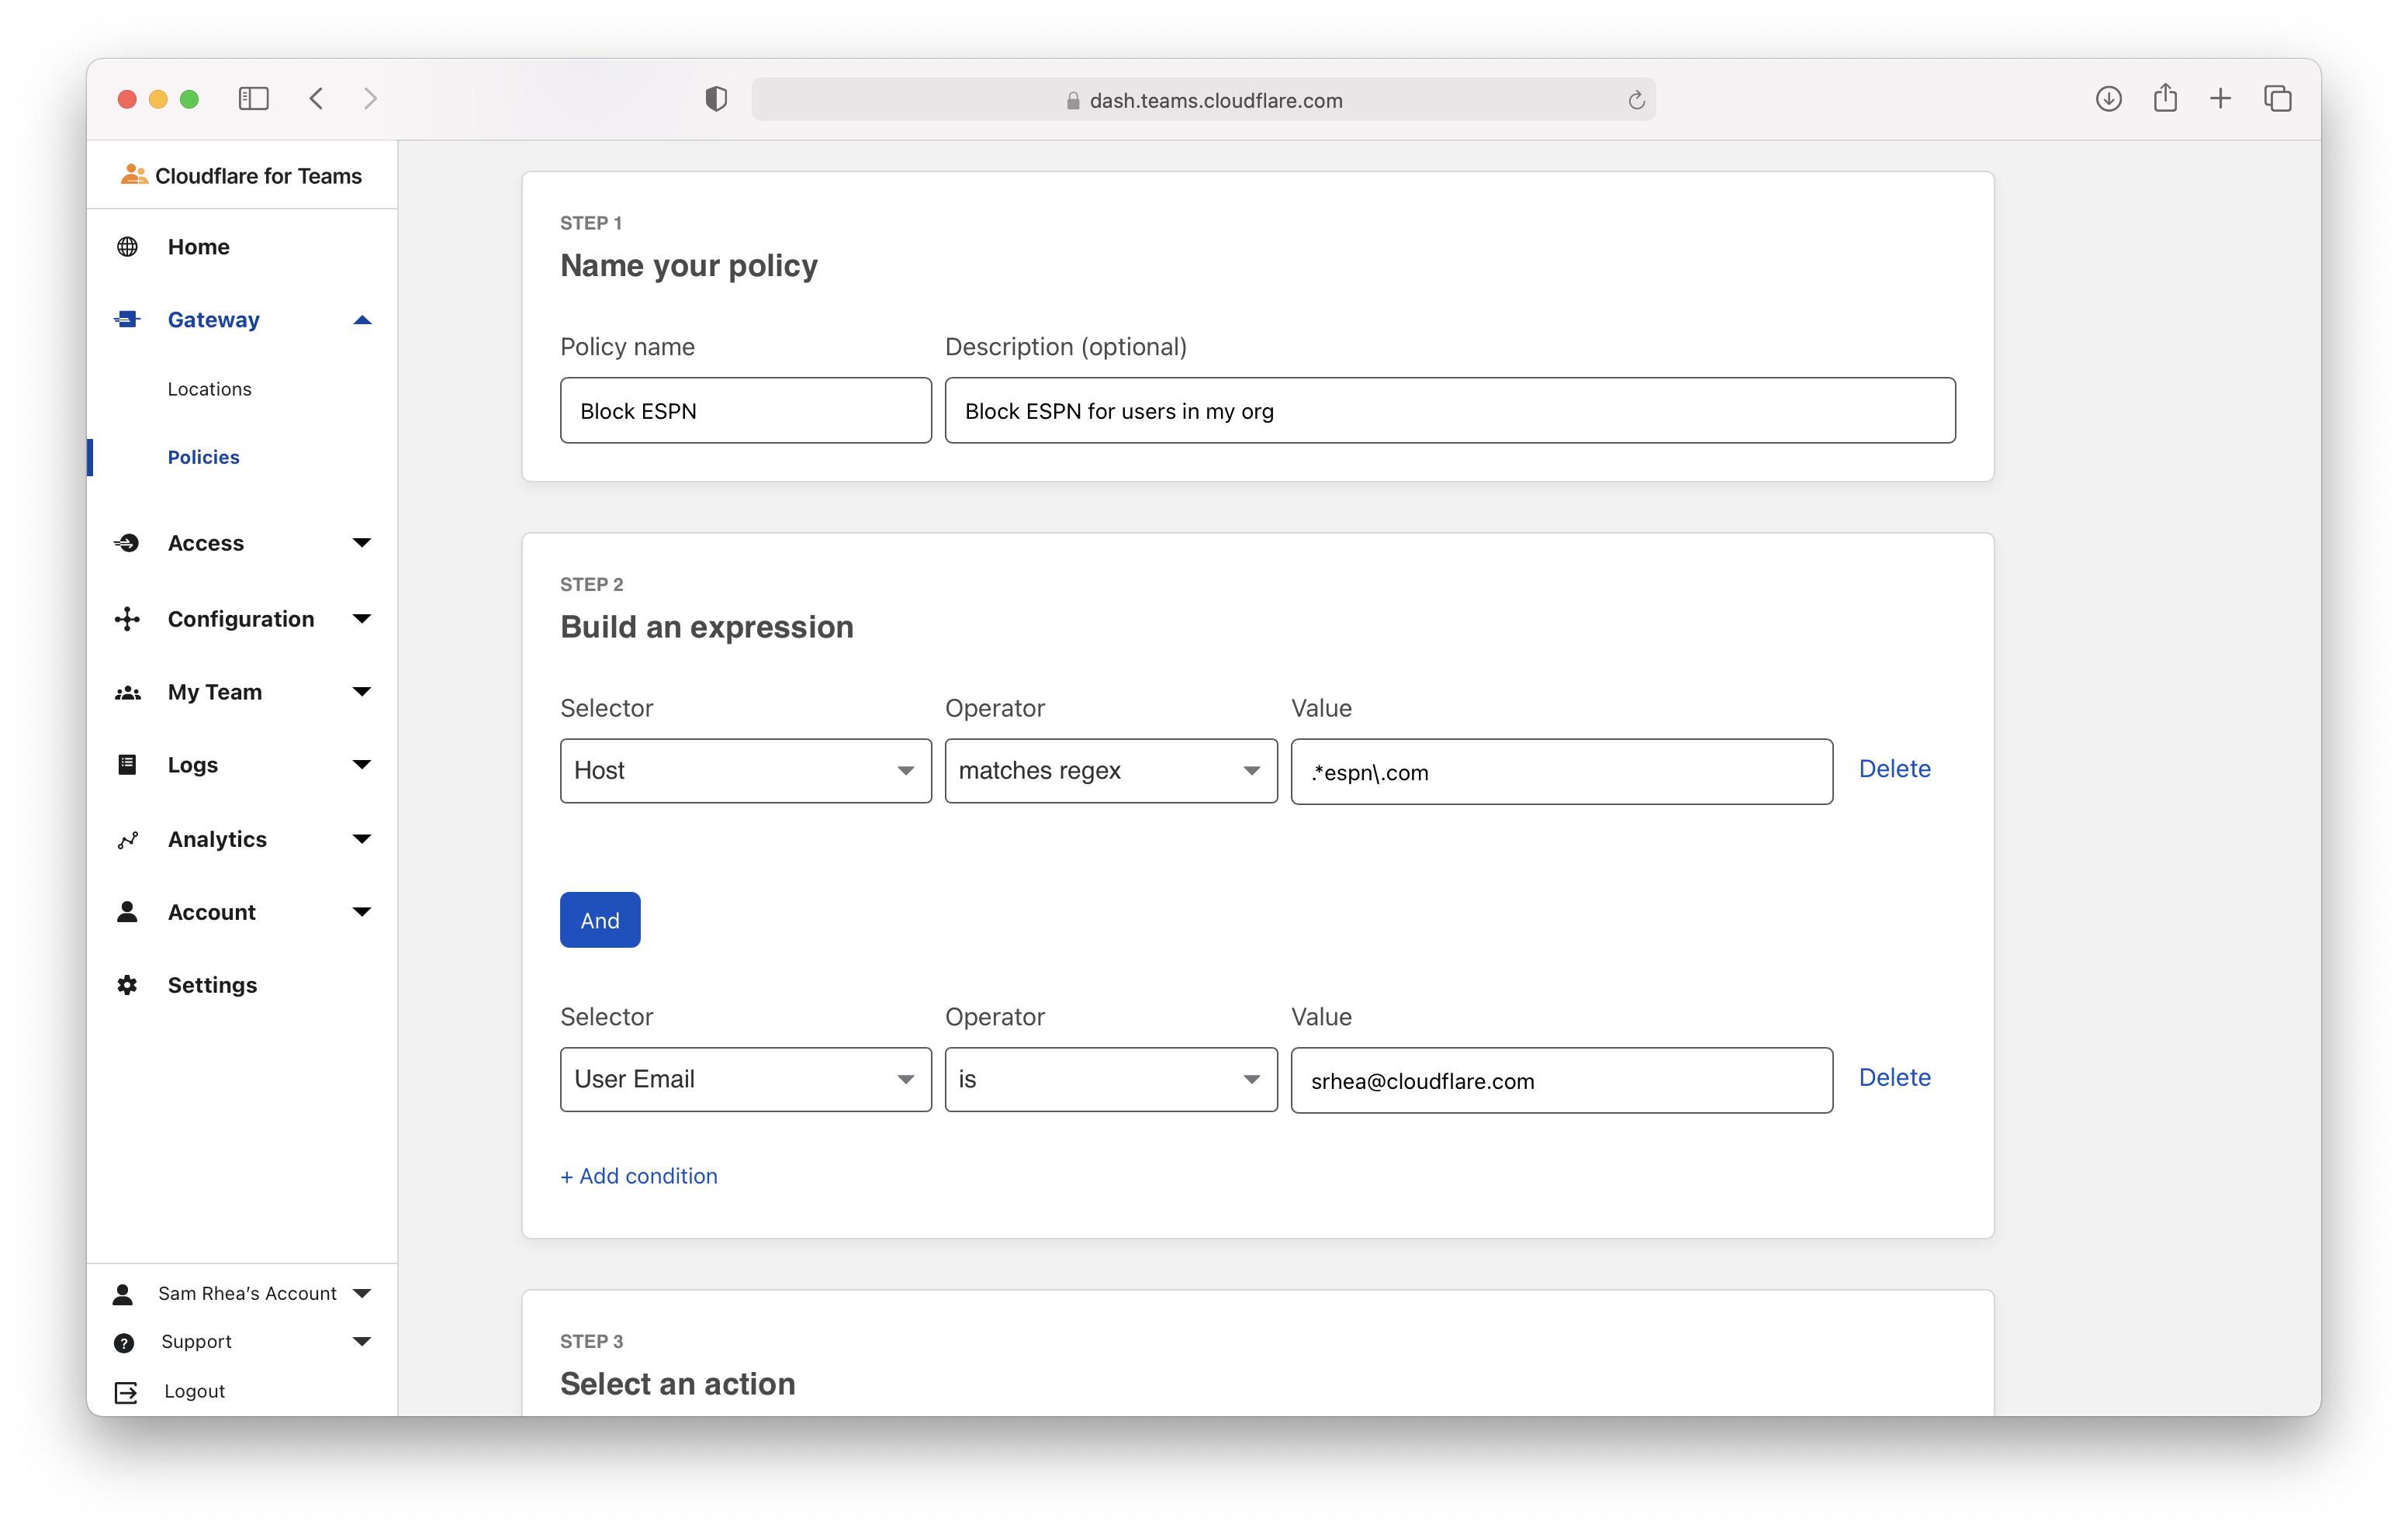 dash.teams.cloudflare.com
Cloudflare for Teams
Home
Gateway
Locations
Policies
Access
Configuration
My Team
Logs
Analytics
Account
Settings
Sam Rhea's Account
Support
Logout
STEP 1
Name your policy
Policy name Description (optional)
Block ESPN Block ESPN for users in my org
STEP 2
Build an expression
Selector Operator Value
Host matches regex .*espn\.com Delete
And
Selector Operator Value
User Email is srhea@cloudflare.com Delete
+ Add condition
STEP 3
Select an action